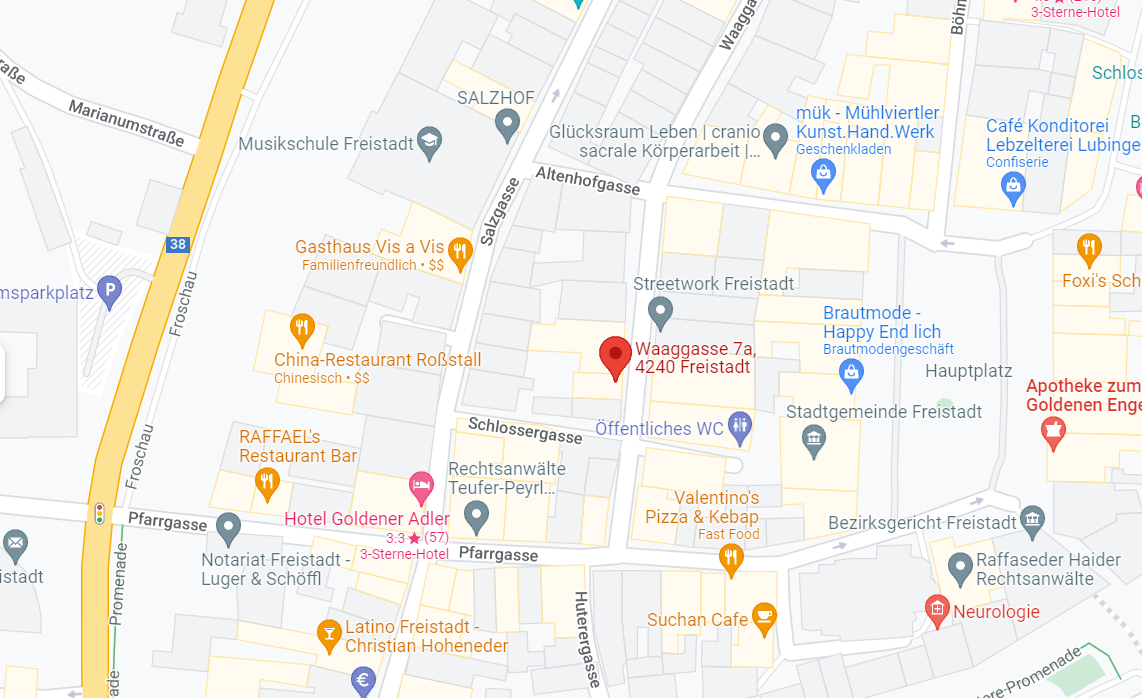 3-Sterne-Hotel
Waagga
Böhn
Schlos
raße
Marianumstraße
SALZHOF
Musikschule Freistadt
Glücksraum Leben | cranio
sacrale Körperarbeit |...
mük - Mühlviertler
Kunst.Hand.Werk
Geschenkladen
Café Konditorei
Lebzelterei Lubinge
Confiserie
B
Altenhofgasse
Salzgasse
38
Gasthaus Vis a Vis
Familienfreundlich • $$
msparkplatz
P
Froschau
Foxi's Sch
Streetwork Freistadt
Brautmode -
Happy End lich
Brautmodengeschäft
China-Restaurant Roßstall
Chinesisch • $$
Waaggasse 7a,
4240 Freistadt
Hauptplatz
Apotheke zum
Goldenen Enge
Stadtgemeinde Freistadt
Schlossergasse
Öffentliches WC
RAFFAEL's
Restaurant Bar
Froschau
Rechtsanwälte
Teufer-Peyrl...
Hotel Goldener Adler
3.3 ★ (57)
3-Sterne-Hotel
Valentino's
Pizza & Kebap
Fast Food
Pfarrgasse
Pfarrgasse
Bezirksgericht Freistadt
Notariat Freistadt -
Luger & Schöffl
istadt
Promenade
Raffaseder Haider
Rechtsanwälte
Huterergasse
Suchan Cafe
Neurologie
Latino Freistadt -
Christian Hoheneder
€
ade
ere-Promenade